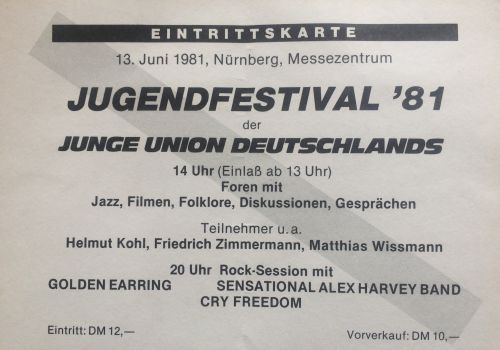 EINTRITTSKARTE
13. Juni 1981, Nürnberg, Messezentrum
JUGENDFESTIVAL '81
der
JUNGE UNION DEUTSCHLANDS
14 Uhr (Einlaß ab 13 Uhr)
Foren mit
Jazz, Filmen, Folklore, Diskussionen, Gesprächen
Teilnehmer u.a.
Helmut Kohl, Friedrich Zimmermann, Matthias Wissmann
20 Uhr Rock-Session mit
GOLDEN EARRING SENSATIONAL ALEX HARVEY BAND
CRY FREEDOM
Eintritt: DM 12,— Vorverkauf: DM 10,—